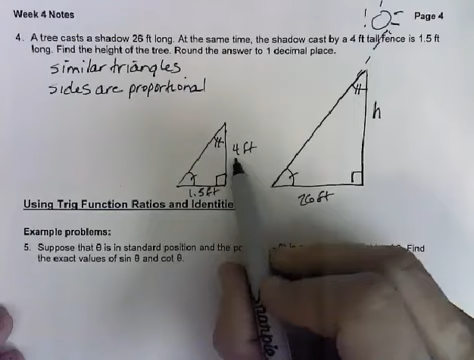 Week 4 Notes
Page 4
4. A tree casts a shadow 26 ft long. At the same time, the shadow cast by a 4 ft tall fence is 1.5 ft
long. Find the height of the tree. Round the answer to 1 decimal place.
similar triangles
sides are proportional
4 ft
h
1.5 ft
26 ft
Using Trig Function Ratios and Identitie
Example problems:
5. Suppose that θ is in standard position and the Find
the exact values of sin θ and cot θ.
Sharpie